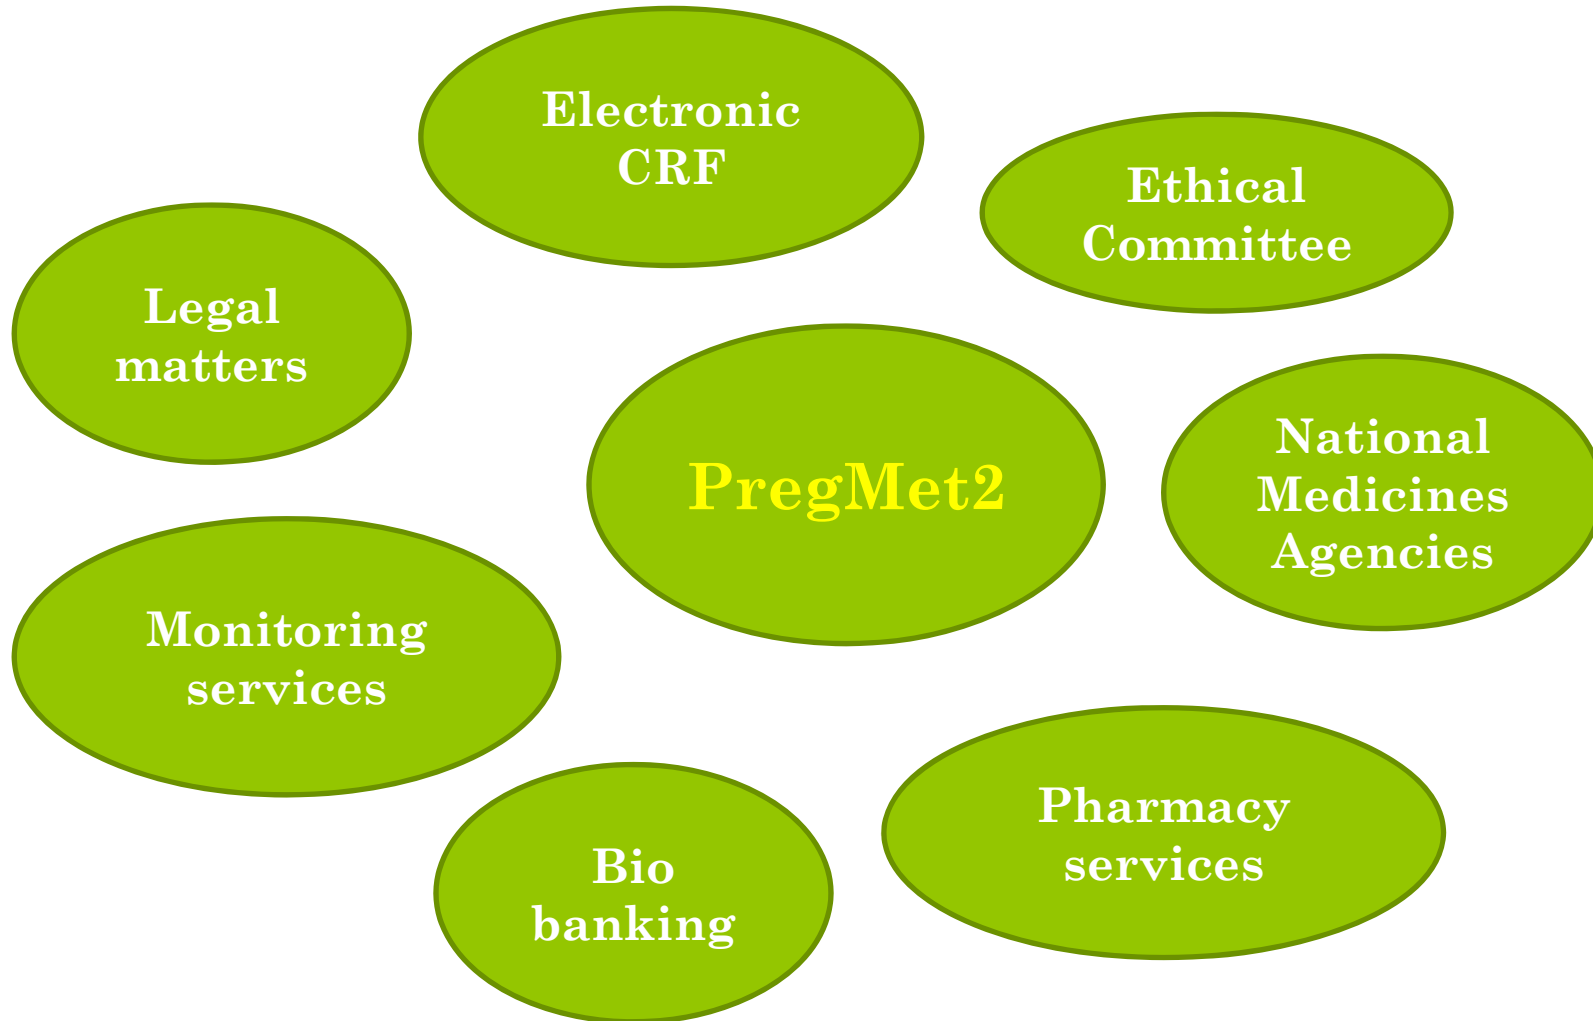 Electronic
CRF
Ethical
Committee
Legal
matters
PregMet2
National
Medicines
Agencies
Monitoring
services
Pharmacy
services
Bio
banking